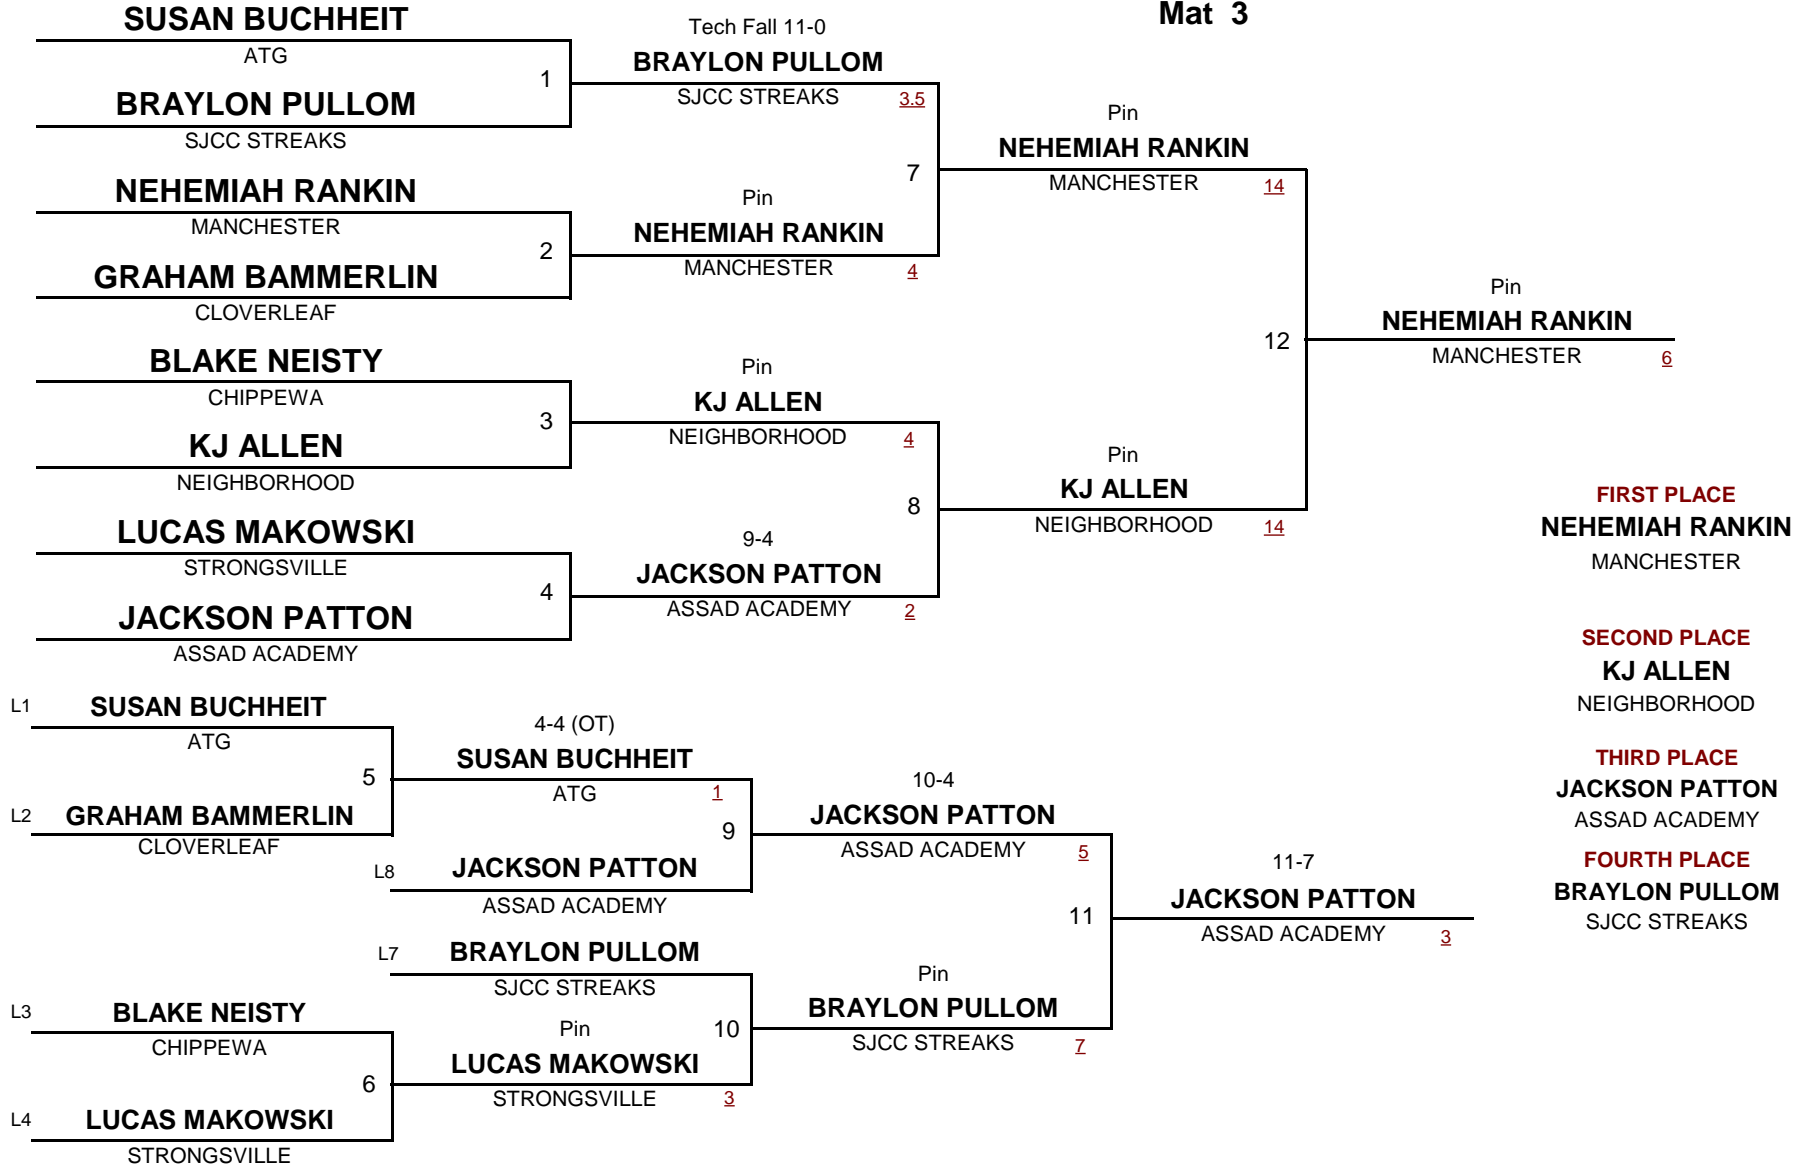 Mat 3
SUSAN BUCHHEIT
ATG
1
BRAYLON PULLOM
SJCC STREAKS
NEHEMIAH RANKIN
MANCHESTER
2
GRAHAM BAMMERLIN
CLOVERLEAF
BLAKE NEISTY
CHIPPEWA
3
KJ ALLEN
NEIGHBORHOOD
LUCAS MAKOWSKI
STRONGSVILLE
4
JACKSON PATTON
ASSAD ACADEMY
Tech Fall 11-0
BRAYLON PULLOM
SJCC STREAKS 3.5
7
Pin
NEHEMIAH RANKIN
MANCHESTER 4
Pin
KJ ALLEN
NEIGHBORHOOD 4
8
9-4
JACKSON PATTON
ASSAD ACADEMY 2
Pin
NEHEMIAH RANKIN
MANCHESTER 14
12
Pin
KJ ALLEN
NEIGHBORHOOD 14
Pin
NEHEMIAH RANKIN
MANCHESTER 6
FIRST PLACE
NEHEMIAH RANKIN
MANCHESTER
SECOND PLACE
KJ ALLEN
NEIGHBORHOOD
THIRD PLACE
JACKSON PATTON
ASSAD ACADEMY
FOURTH PLACE
BRAYLON PULLOM
SJCC STREAKS
L1 SUSAN BUCHHEIT
ATG
5
L2 GRAHAM BAMMERLIN
CLOVERLEAF
L3 BLAKE NEISTY
CHIPPEWA
6
L4 LUCAS MAKOWSKI
STRONGSVILLE
4-4 (OT)
SUSAN BUCHHEIT
ATG 1
9
L8 JACKSON PATTON
ASSAD ACADEMY
L7 BRAYLON PULLOM
SJCC STREAKS
10
Pin
LUCAS MAKOWSKI
STRONGSVILLE 3
10-4
JACKSON PATTON
ASSAD ACADEMY 5
11
Pin
BRAYLON PULLOM
SJCC STREAKS 7
11-7
JACKSON PATTON
ASSAD ACADEMY 3